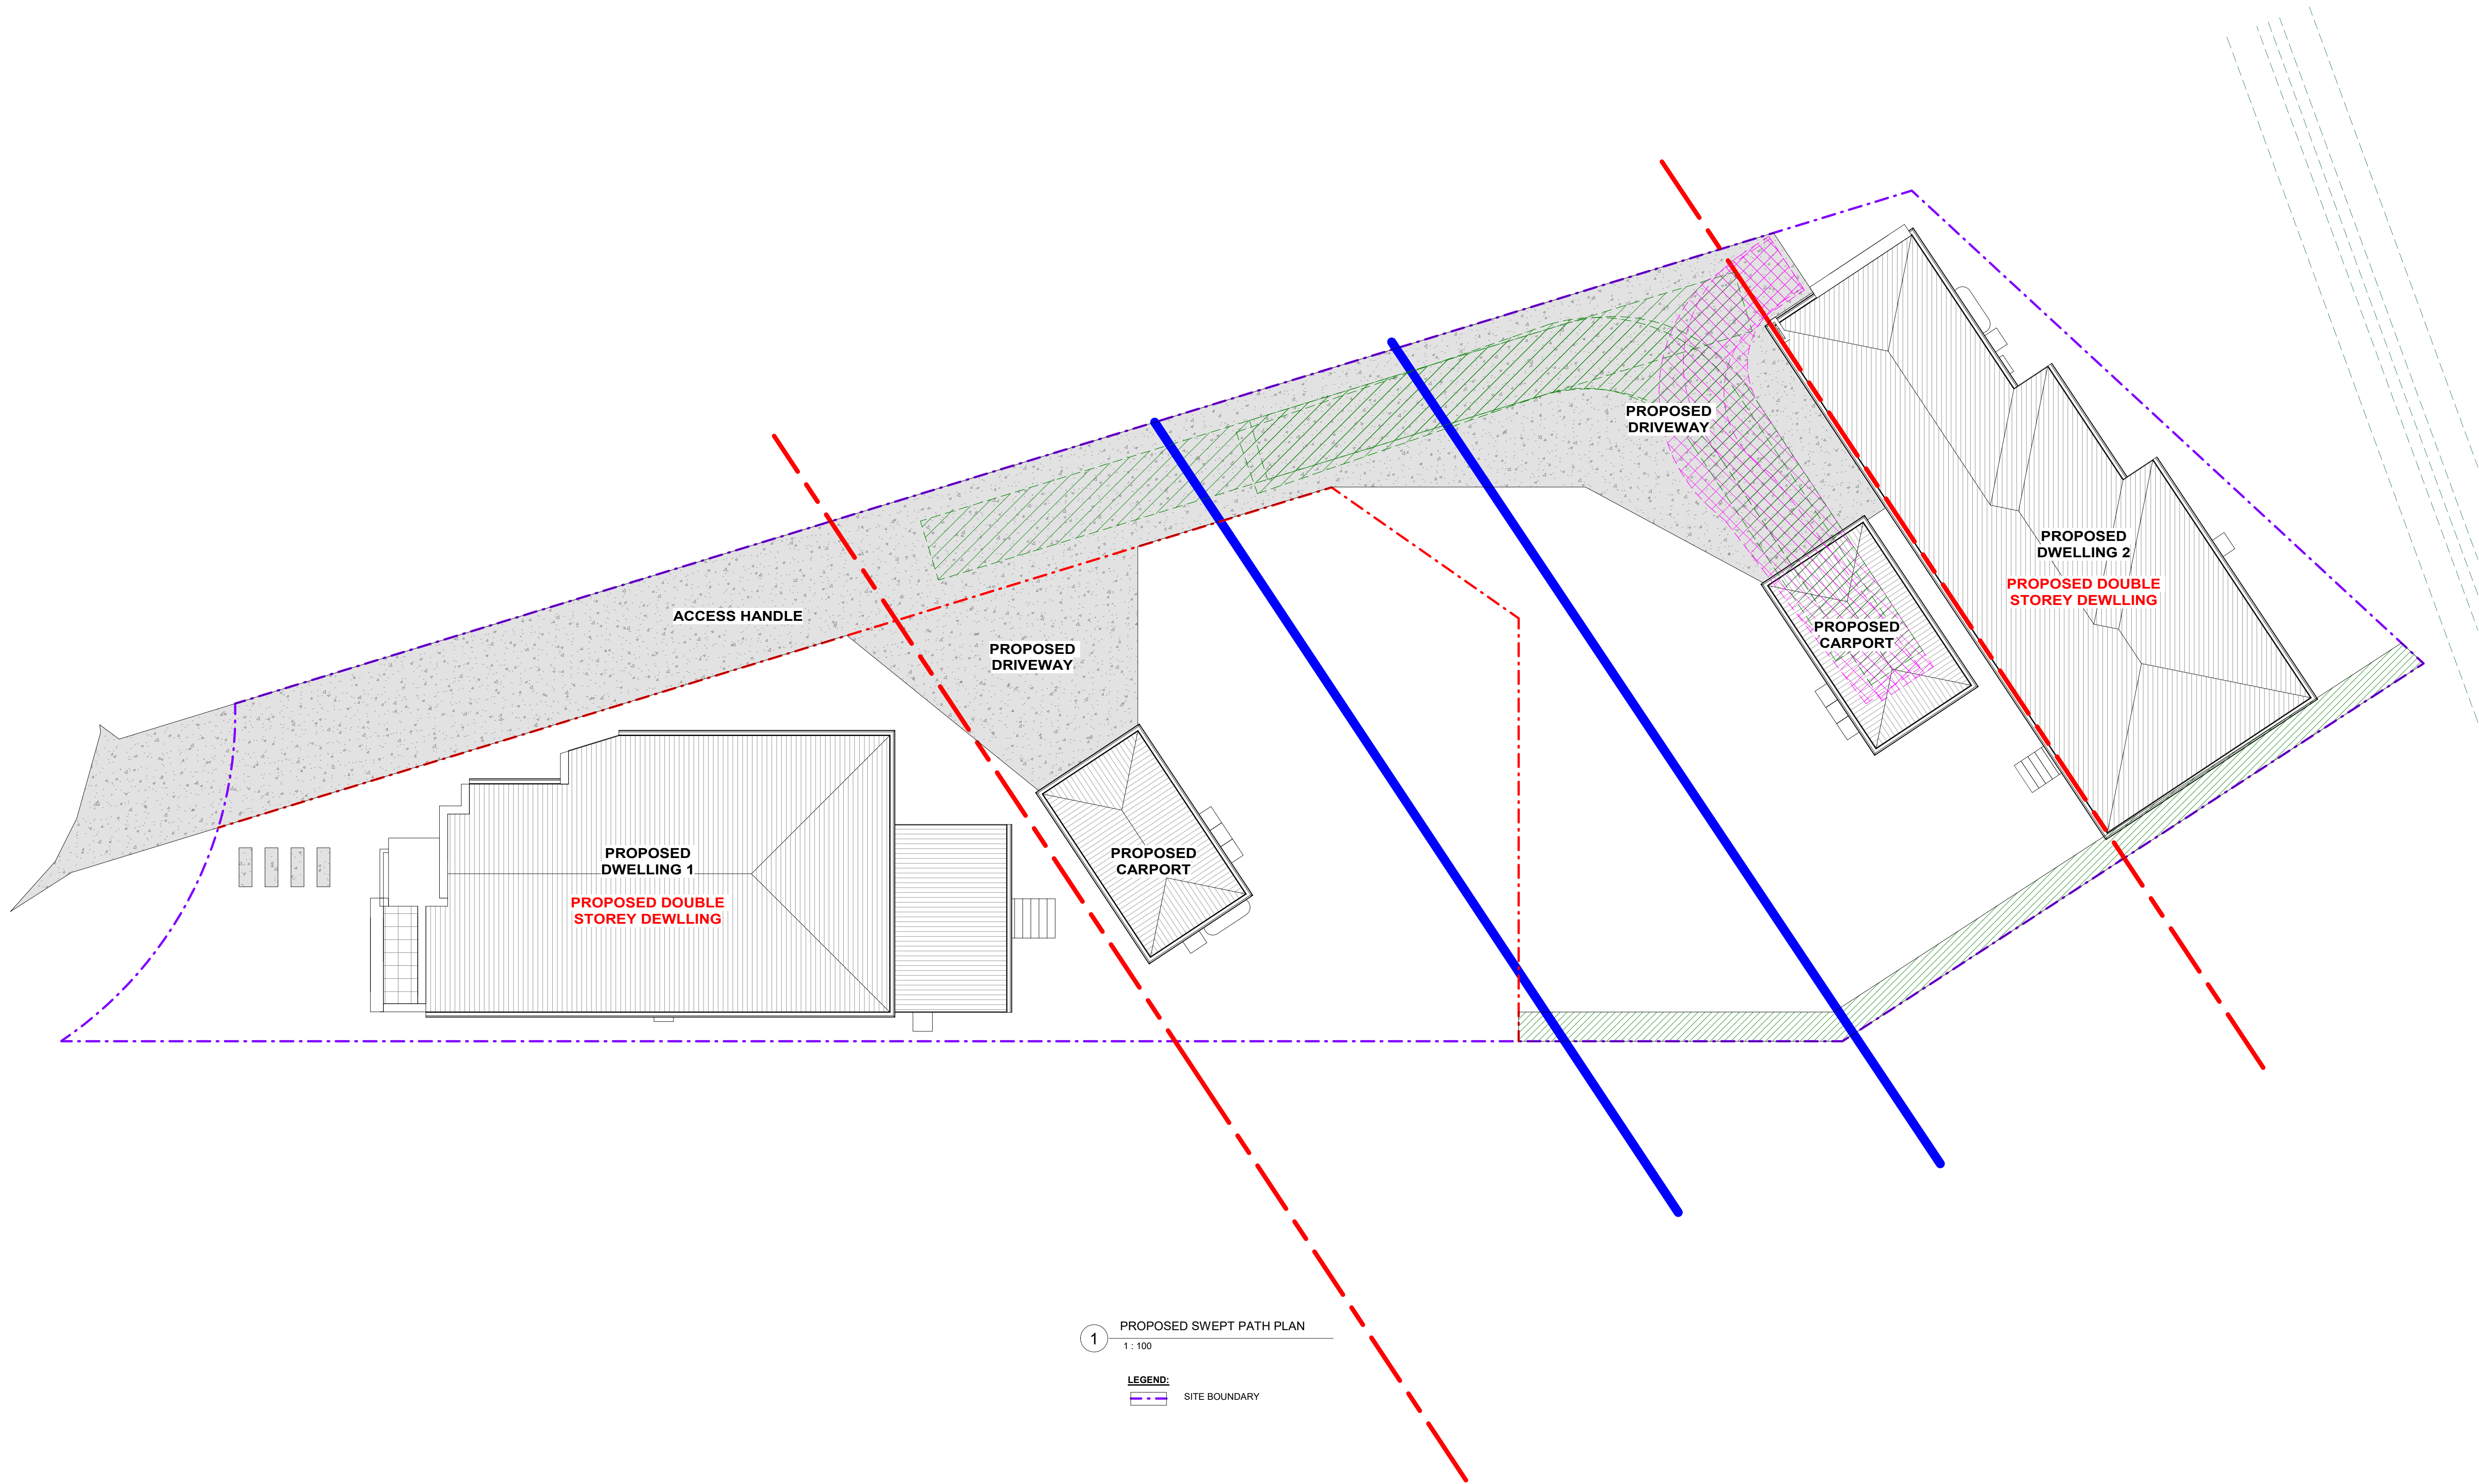 PROPOSED
DRIVEWAY
ACCESS HANDLE
PROPOSED
DRIVEWAY
PROPOSED
DWELLING 2
PROPOSED DOUBLE
STOREY DEWLLING
PROPOSED
CARPORT
PROPOSED
DWELLING 1
PROPOSED DOUBLE
STOREY DEWLLING
PROPOSED
CARPORT
1
PROPOSED SWEPT PATH PLAN
1 : 100
LEGEND:
SITE BOUNDARY